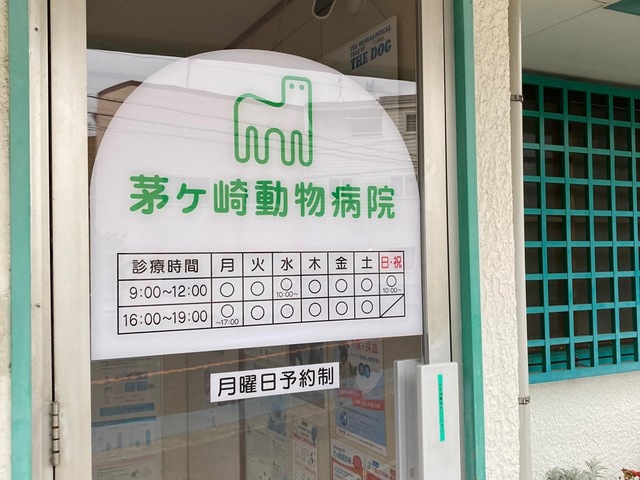 THE GENEALOGICAL
THE DOG
茅ヶ崎動物病院
診療時間 月 火 水 木 金 土 日・祝
9:00〜12:00 ○ ○ ○ 10:00〜 ○ ○ ○ ○ 10:00〜
16:00〜19:00 ○ 〜17:00 ○ ○ ○ ○ ○
月曜日予約制